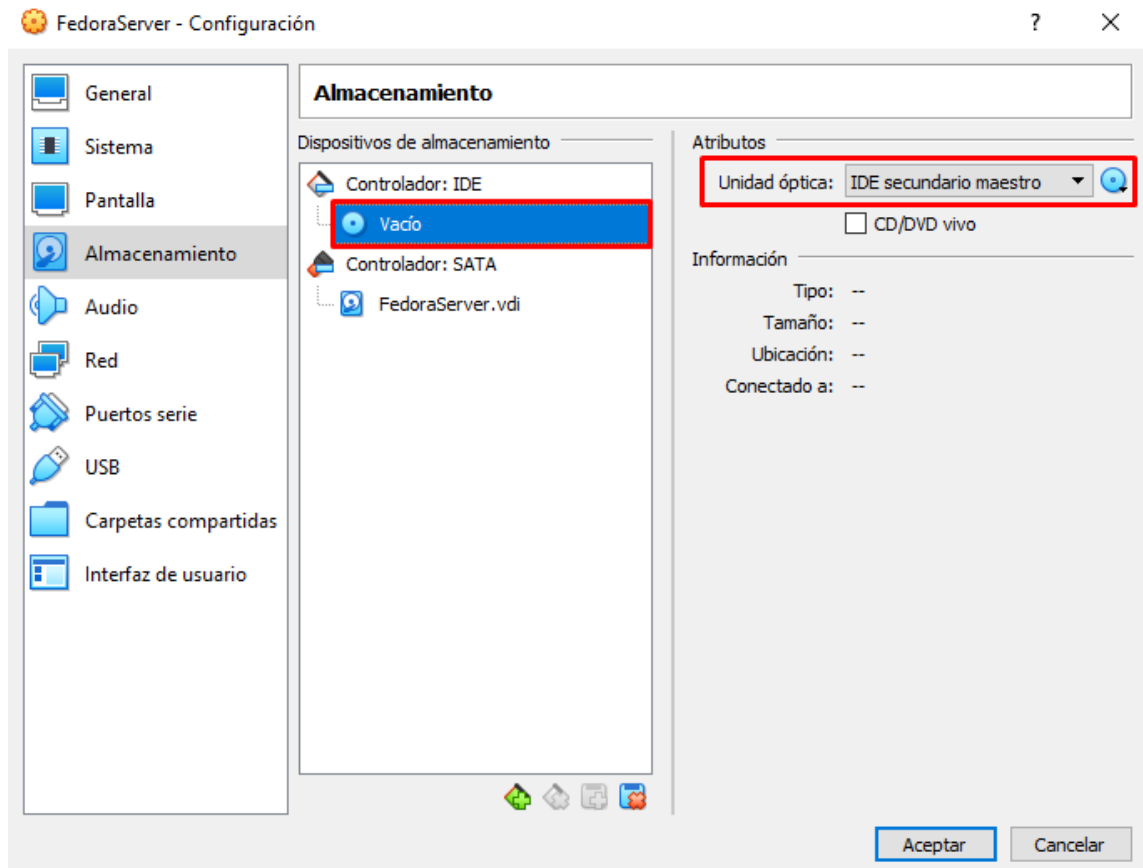 FedoraServer - Configuración
?
General
Sistema
Pantalla
Almacenamiento
Audio
Red
Puertos serie
USB
Carpetas compartidas
Interfaz de usuario
Almacenamiento
Dispositivos de almacenamiento
Controlador: IDE
Vacío
Controlador: SATA
FedoraServer.vdi
Atributos
Unidad óptica: IDE secundario maestro
CD/DVD vivo
Información
Tipo: --
Tamaño: --
Ubicación: --
Conectado a: --
Aceptar Cancelar